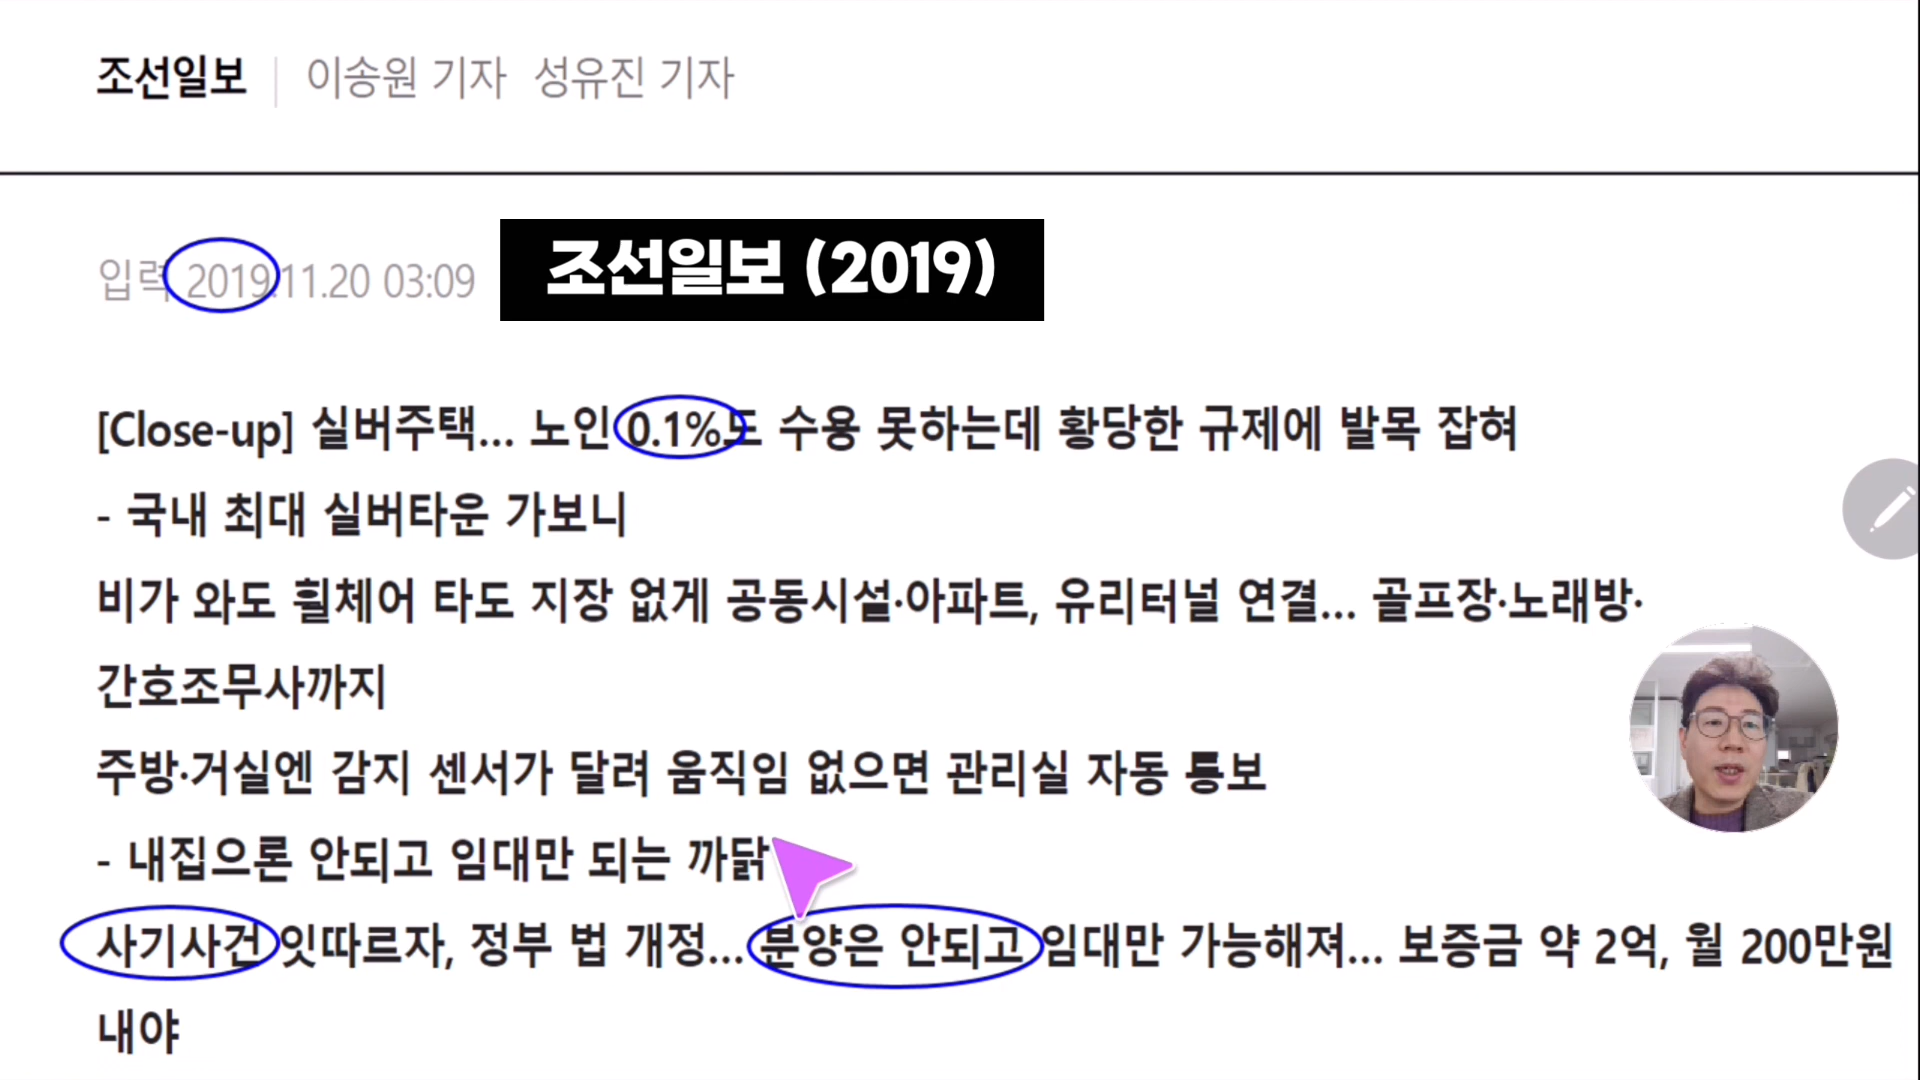 조선일보 | 이송원 기자 성유진 기자
입력 2019.11.20 03:09
조선일보 (2019)
[Close-up] 실버주택... 노인 0.1%도 수용 못하는데 황당한 규제에 발목 잡혀
- 국내 최대 실버타운 가보니
비가 와도 휠체어 타도 지장 없게 공동시설·아파트, 유리터널 연결... 골프장·노래방·
간호조무사까지
주방·거실엔 감지 센서가 달려 움직임 없으면 관리실 자동 통보
- 내집으론 안되고 임대만 되는 까닭
사기사건 잇따르자, 정부 법 개정... 분양은 안되고 임대만 가능해져... 보증금 약 2억, 월 200만원
내야